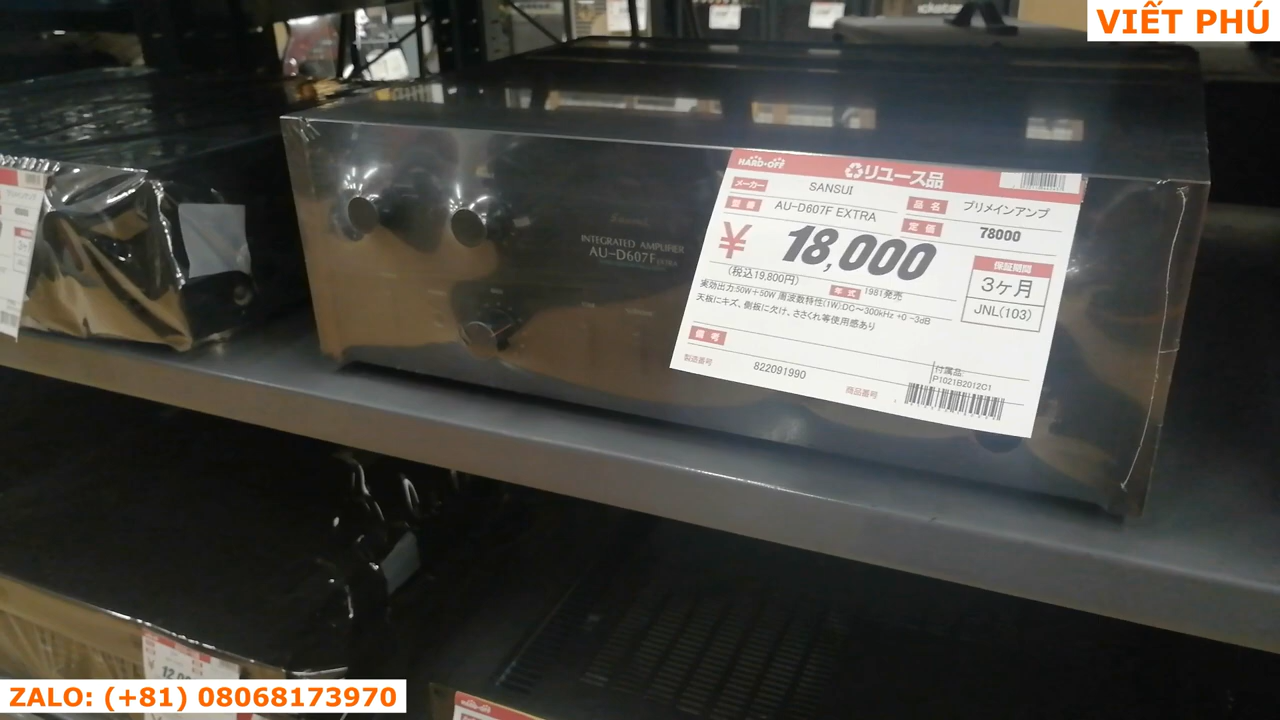 VIẾT PHÚ
HARD•OFF
リユース品
メーカー SANSUI
型番 AU-D607F EXTRA
品名 プリメインアンプ
定価 78000
¥ 18,000
(税込19,800円)
年式 1981発売
保証期間
3ヶ月
JNL(103)
実効出力:50W+50W 周波数特性(1W):DC～300kHz +0 -3dB
天板にキズ、側板に欠け、ささくれ等使用感あり
備考
付属品:
P1021B2012C1
製造番号 822091990
商品番号
INTEGRATED AMPLIFIER
AU-D607F EXTRA
Sansui
ZALO: (+81) 08068173970